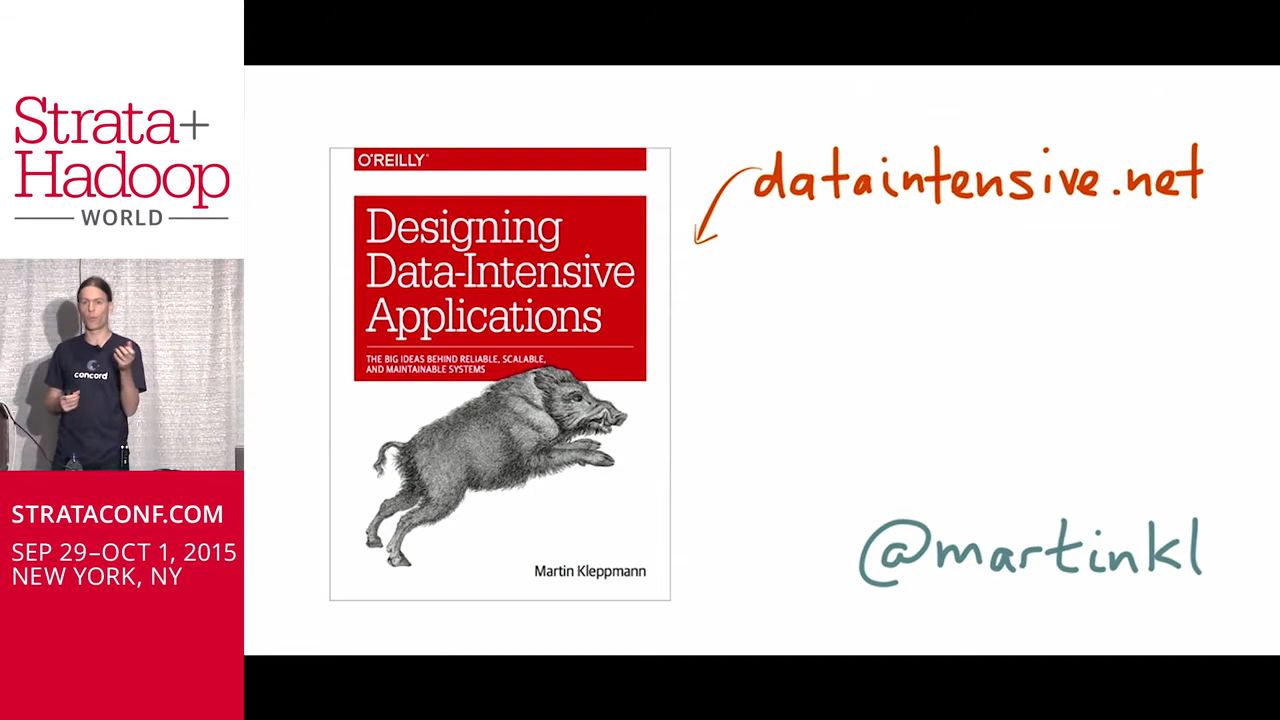 Strata+
Hadoop
WORLD
concord
STRATACONF.COM
SEP 29–OCT 1, 2015
NEW YORK, NY
O'REILLY®
Designing
Data-Intensive
Applications
THE BIG IDEAS BEHIND RELIABLE, SCALABLE,
AND MAINTAINABLE SYSTEMS
Martin Kleppmann
dataintensive.net
@martinkl